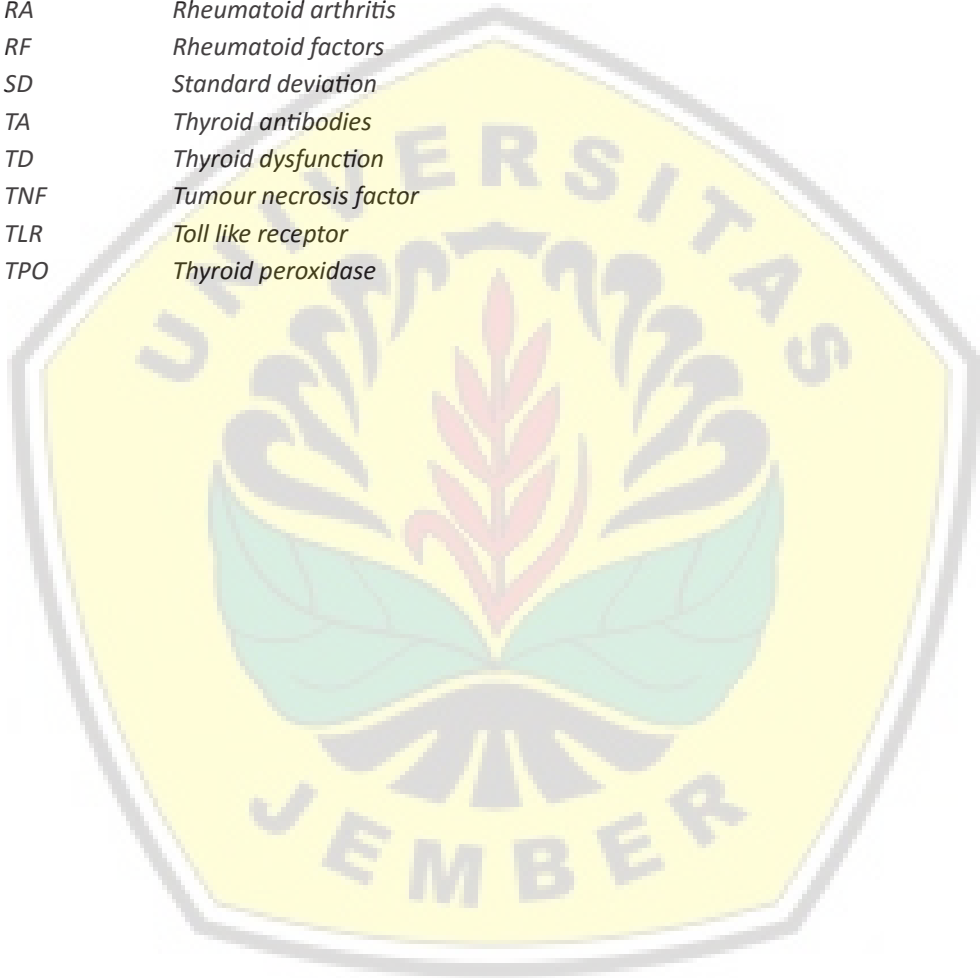 RA Rheumatoid arthritis
RF Rheumatoid factors
SD Standard deviation
TA Thyroid antibodies
TD Thyroid dysfunction
TNF Tumour necrosis factor
TLR Toll like receptor
TPO Thyroid peroxidase
UNIVERSITAS
JEMBER